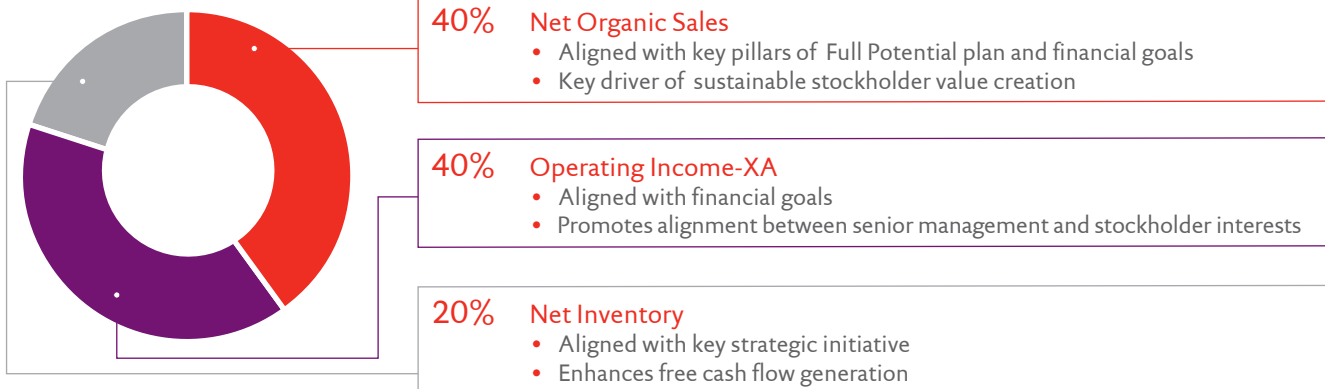 40% Net Organic Sales
• Aligned with key pillars of Full Potential plan and financial goals
• Key driver of sustainable stockholder value creation
40% Operating Income-XA
• Aligned with financial goals
• Promotes alignment between senior management and stockholder interests
20% Net Inventory
• Aligned with key strategic initiative
• Enhances free cash flow generation